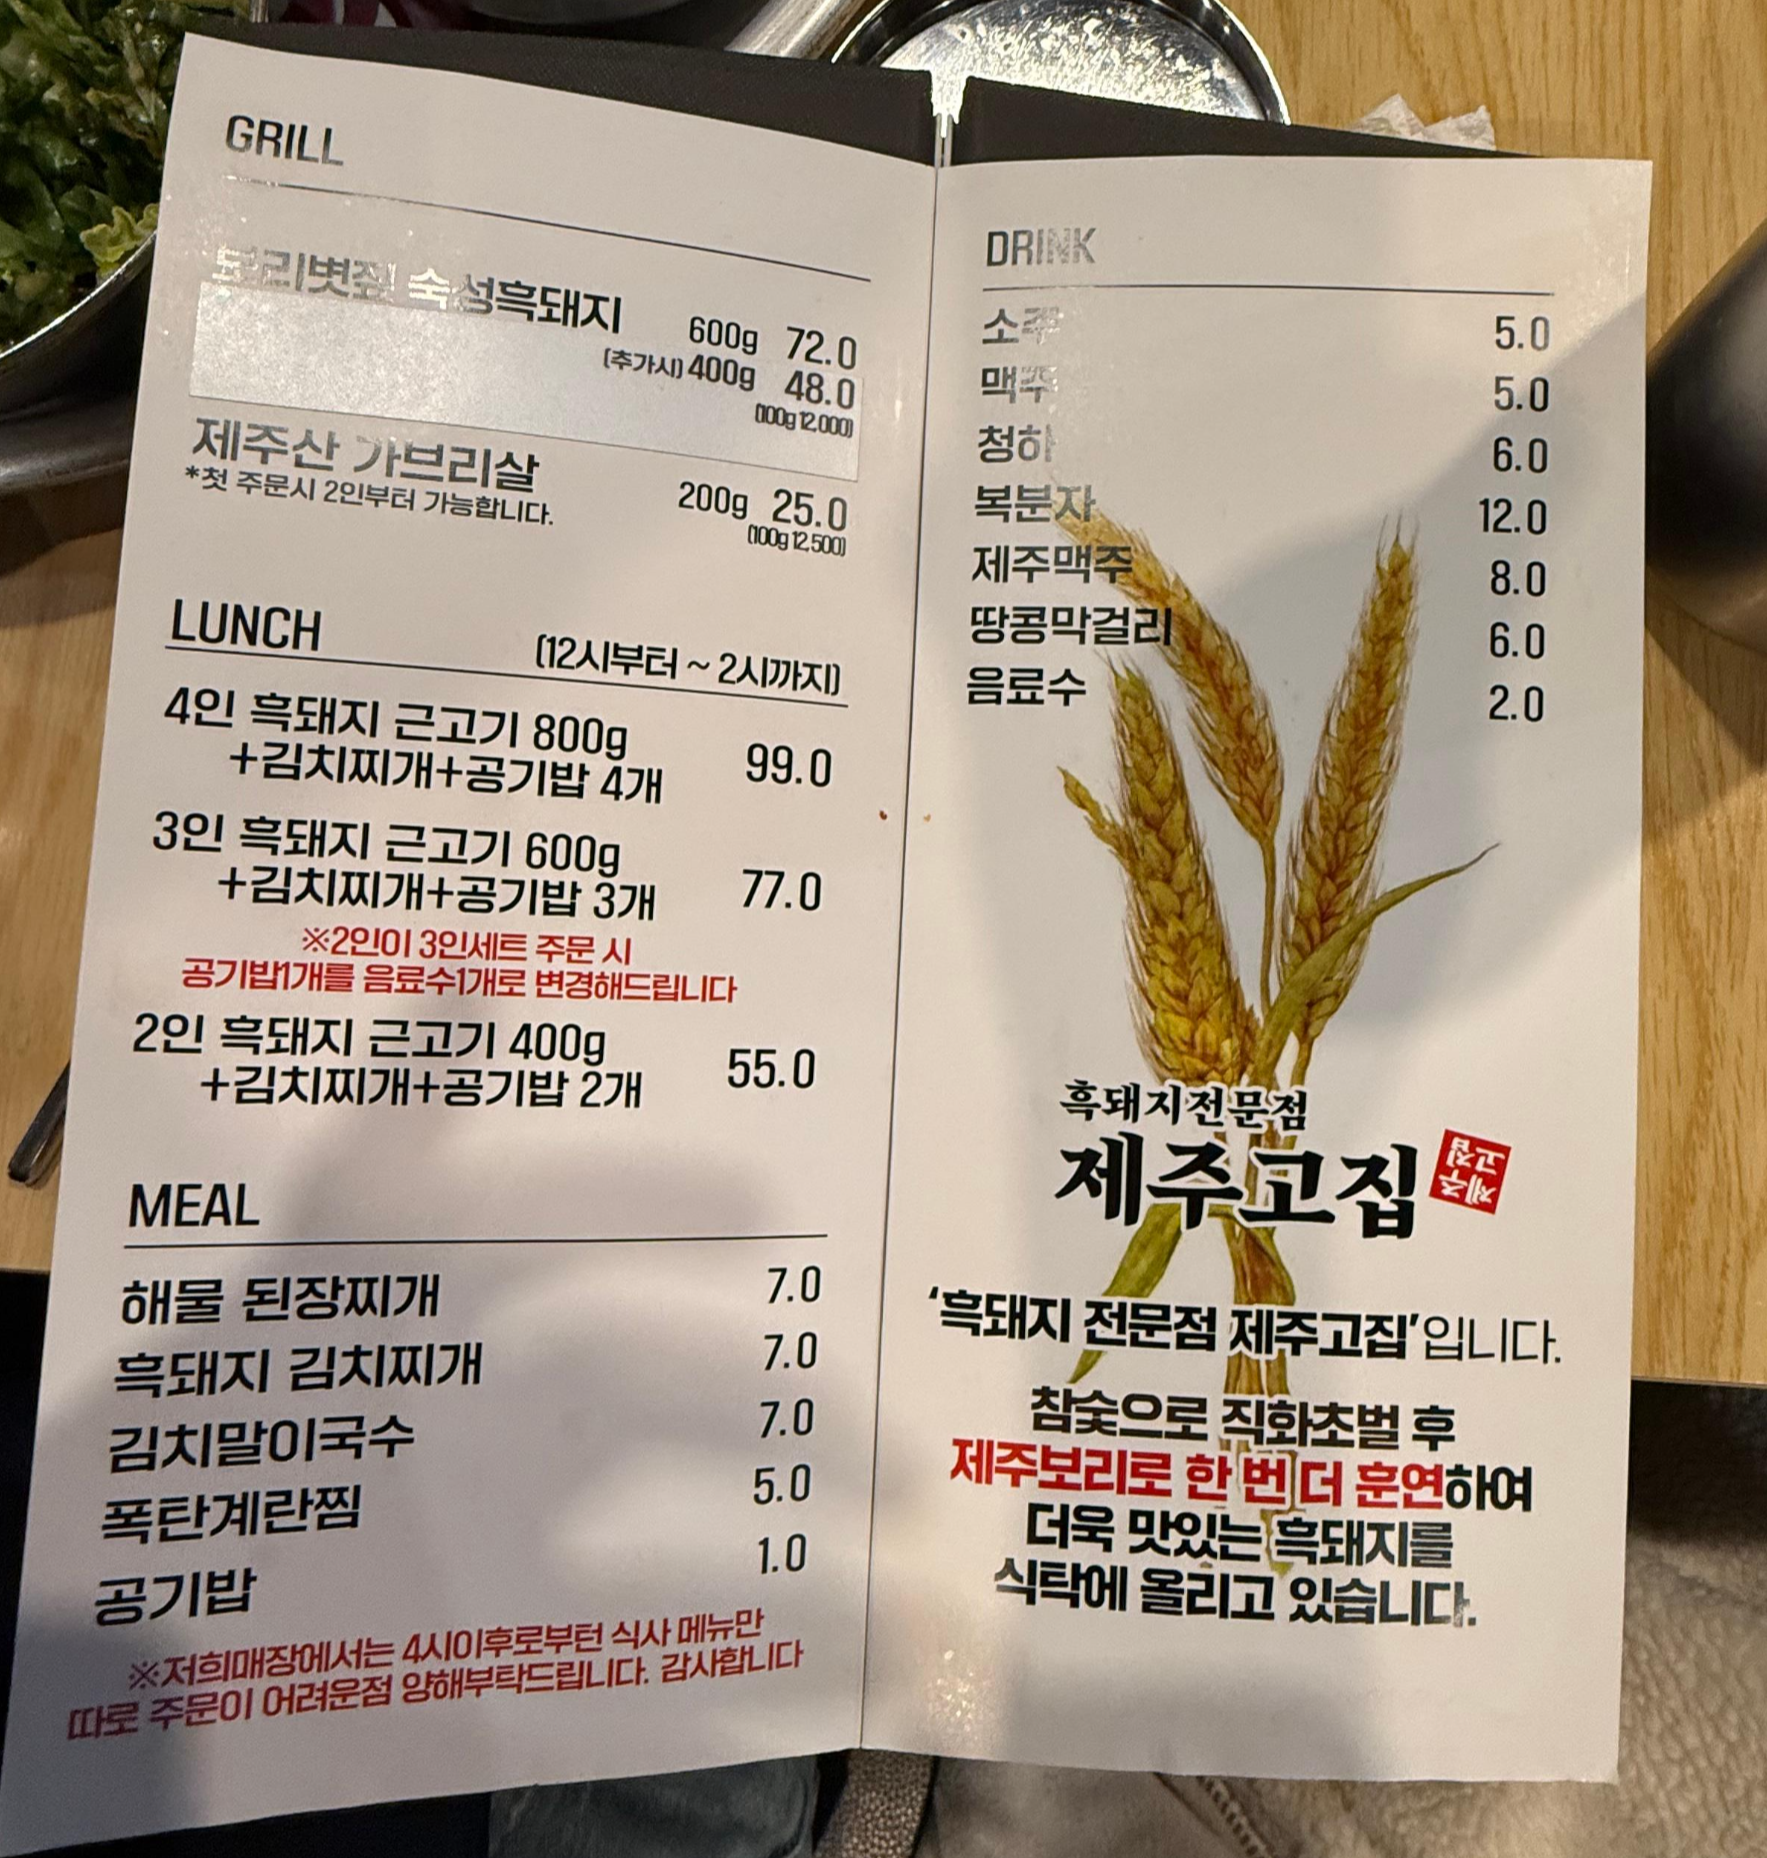 GRILL
보리볏짚 숙성흑돼지 600g 72.0
(추가시) 400g 48.0
(100g 12,000)
제주산 가브리살 200g 25.0
*첫 주문시 2인부터 가능합니다.
(100g 12,500)
LUNCH (12시부터 ~ 2시까지)
4인 흑돼지 근고기 800g
+김치찌개+공기밥 4개 99.0
3인 흑돼지 근고기 600g
+김치찌개+공기밥 3개 77.0
※2인이 3인세트 주문 시
공기밥1개를 음료수1개로 변경해드립니다
2인 흑돼지 근고기 400g
+김치찌개+공기밥 2개 55.0
MEAL
해물 된장찌개 7.0
흑돼지 김치찌개 7.0
김치말이국수 7.0
폭탄계란찜 5.0
공기밥 1.0
※저희매장에서는 4시이후로부턴 식사 메뉴만
따로 주문이 어려운점 양해부탁드립니다. 감사합니다
DRINK
소주 5.0
맥주 5.0
청하 6.0
복분자 12.0
제주맥주 8.0
땅콩막걸리 6.0
음료수 2.0
흑돼지전문점
제주고집
제주
고집
'흑돼지 전문점 제주고집'입니다.
참숯으로 직화초벌 후
제주보리로 한 번 더 훈연하여
더욱 맛있는 흑돼지를
식탁에 올리고 있습니다.